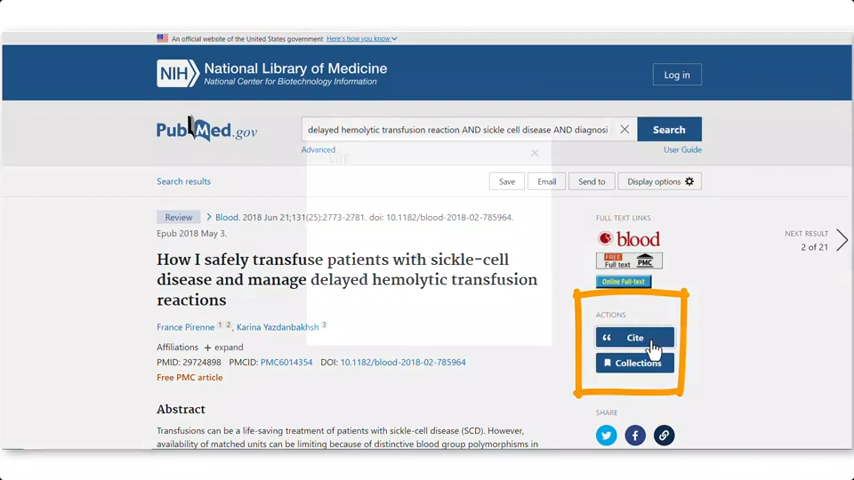 An official website of the United States government Here's how you know
NIH National Library of Medicine
National Center for Biotechnology Information
Log in
PubMed.gov
delayed hemolytic transfusion reaction AND sickle cell disease AND diagnosi
Search
Advanced
User Guide
Search results
Save Email Send to Display options
Review Blood. 2018 Jun 21;131(25):2773-2781. doi: 10.1182/blood-2018-02-785964.
Epub 2018 May 3.
How I safely transfuse patients with sickle-cell
disease and manage delayed hemolytic transfusion
reactions
France Pirenne 1 2, Karina Yazdanbakhsh 3
Affiliations + expand
PMID: 29724898 PMCID: PMC6014354 DOI: 10.1182/blood-2018-02-785964
Free PMC article
Abstract
Transfusions can be a life-saving treatment of patients with sickle-cell disease (SCD). However,
availability of matched units can be limiting because of distinctive blood group polymorphisms in
FULL TEXT LINKS
blood
FREE
Full text PMC
Online Full-text
ACTIONS
Cite
Collections
SHARE
NEXT RESULT
2 of 21